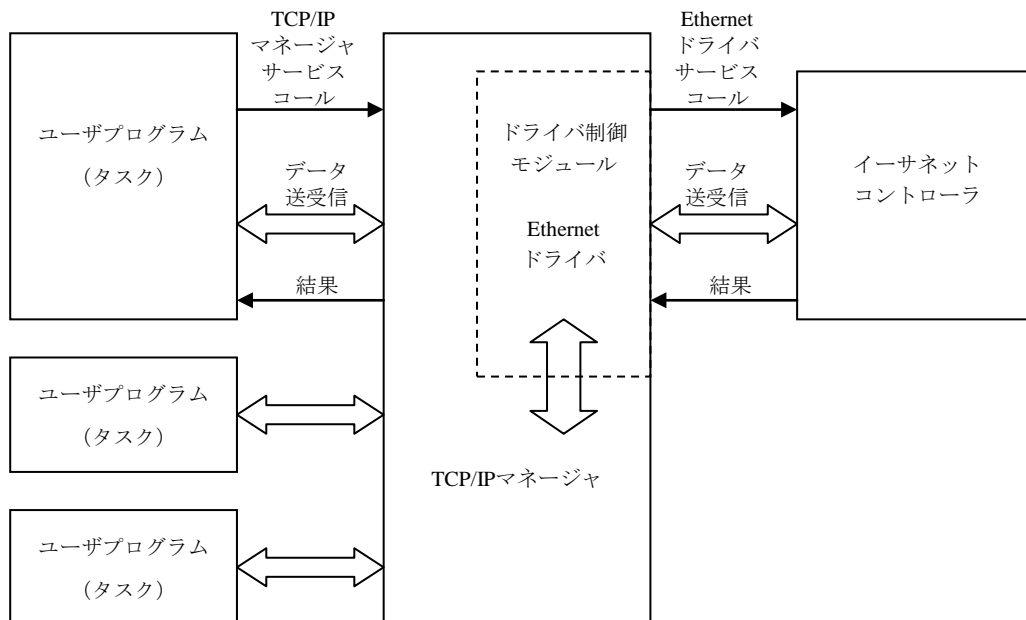 TCP/IP
マネージャ
サービス
コール
Ethernet
ドライバ
サービス
コール
ユーザプログラム
（タスク）
データ
送受信
結果
ドライバ制御
モジュール
Ethernet
ドライバ
データ
送受信
結果
イーサネット
コントローラ
ユーザプログラム
（タスク）
TCP/IPマネージャ
ユーザプログラム
（タスク）